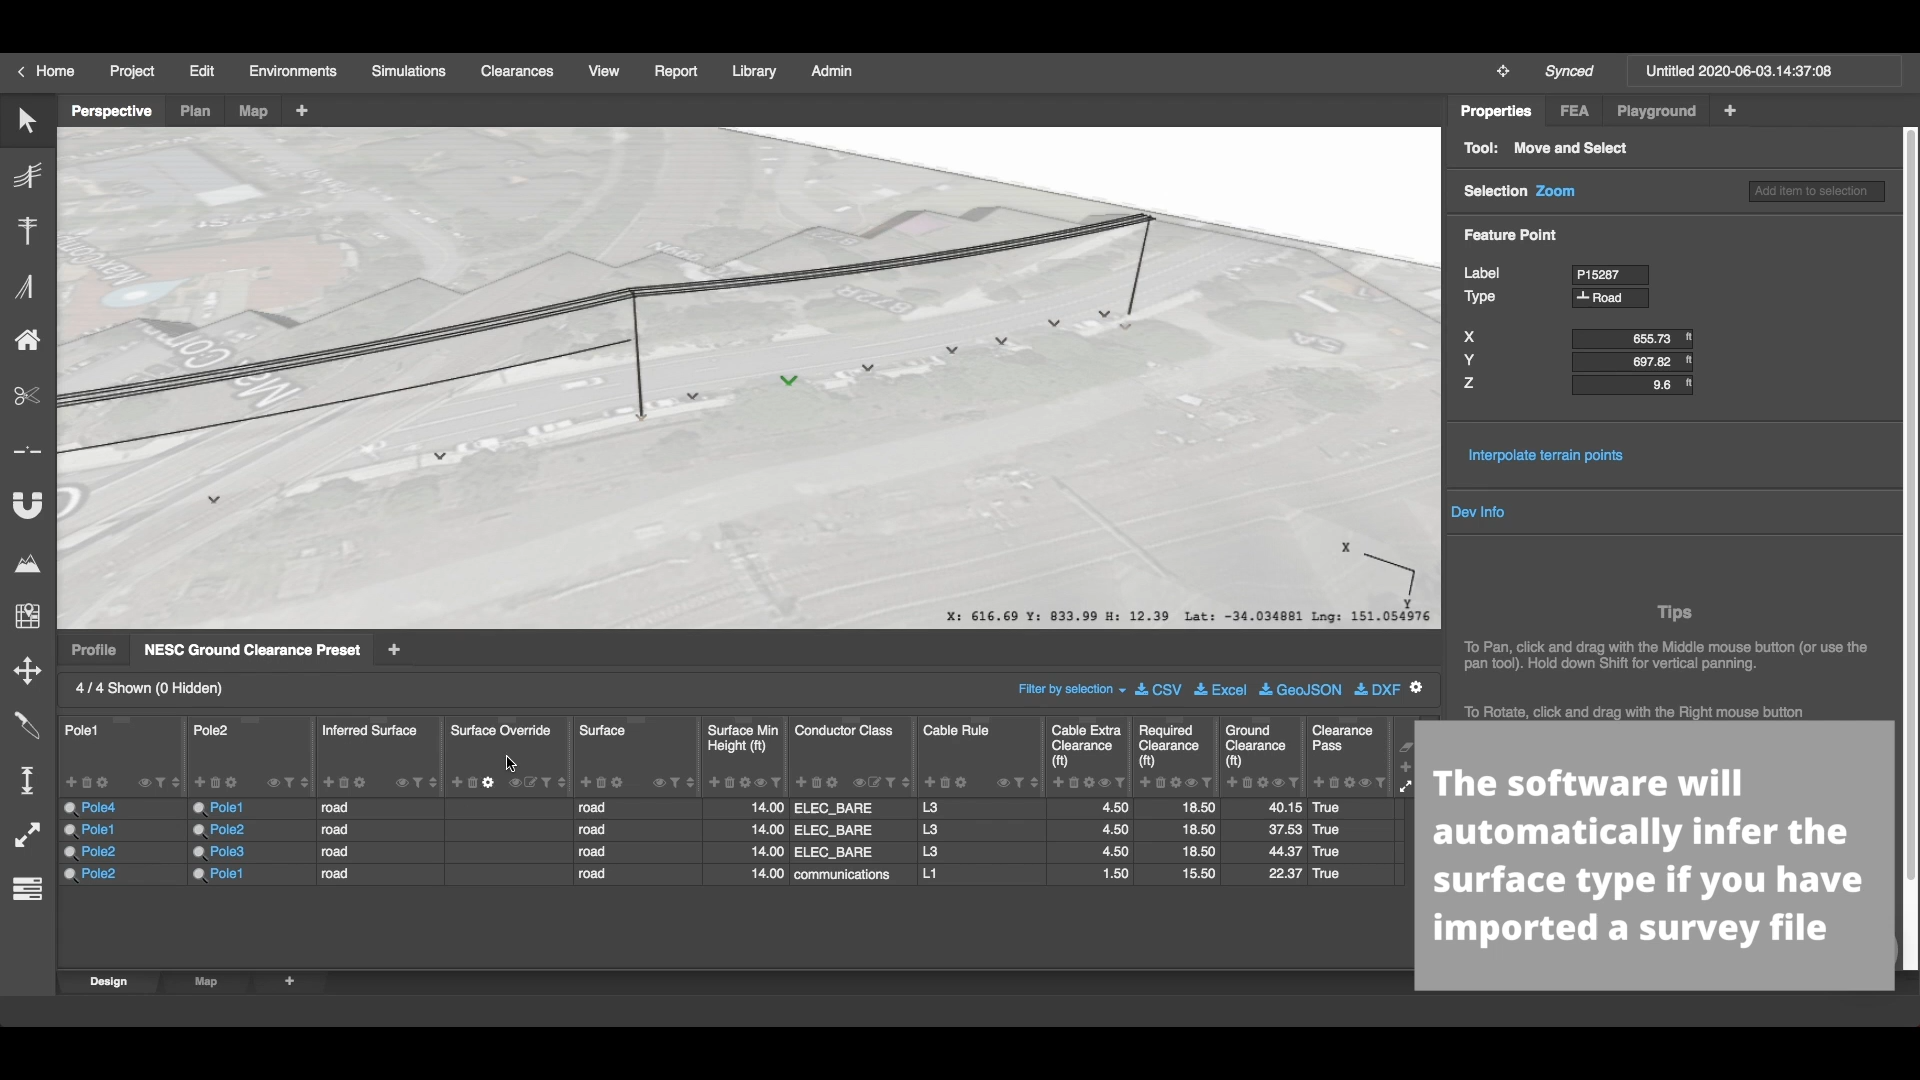 Home Project Edit Environments Simulations Clearances View Report Library Admin Synced Untitled 2020-06-03.14:37:08
Perspective Plan Map +
Properties FEA Playground +
Tool: Move and Select
Selection Zoom Add item to selection
Feature Point
Label P15287
Type Road
X 655.73 ft
Y 697.82 ft
Z 9.6 ft
Interpolate terrain points
Dev Info
Tips
To Pan, click and drag with the Middle mouse button (or use the
pan tool). Hold down Shift for vertical panning.
To Rotate, click and drag with the Right mouse button
X
Y
X: 616.69 Y: 833.99 H: 12.39 Lat: -34.034881 Lng: 151.054976
Profile NESC Ground Clearance Preset +
4 / 4 Shown (0 Hidden) Filter by selection CSV Excel GeoJSON DXF
Pole1 Pole2 Inferred Surface Surface Override Surface Surface Min Height (ft) Conductor Class Cable Rule Cable Extra Clearance (ft) Required Clearance (ft) Ground Clearance (ft) Clearance Pass
Pole4 Pole1 road road 14.00 ELEC_BARE L3 4.50 18.50 40.15 True
Pole1 Pole2 road road 14.00 ELEC_BARE L3 4.50 18.50 37.53 True
Pole2 Pole3 road road 14.00 ELEC_BARE L3 4.50 18.50 44.37 True
Pole2 Pole1 road road 14.00 communications L1 1.50 15.50 22.37 True
The software will
automatically infer the
surface type if you have
imported a survey file
Design Map +